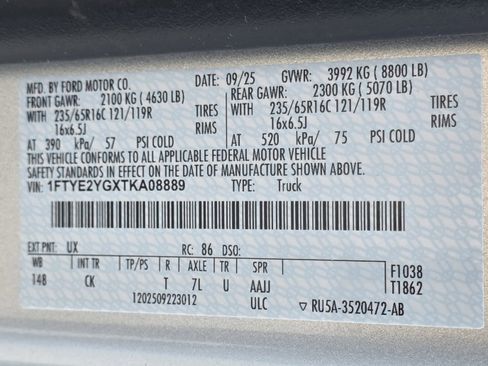 MFD. BY FORD MOTOR CO. DATE: 09/25 GVWR: 3992 KG ( 8800 LB)
FRONT GAWR: 2100 KG ( 4630 LB) REAR GAWR: 2300 KG ( 5070 LB)
WITH 235/65R16C 121/119R TIRES WITH 235/65R16C 121/119R TIRES
16x6.5J RIMS 16x6.5J RIMS
AT 390 kPa/ 57 PSI COLD AT 520 kPa/ 75 PSI COLD
THIS VEHICLE CONFORMS TO ALL APPLICABLE FEDERAL MOTOR VEHICLE
SAFETY STANDARDS IN EFFECT ON THE DATE OF MANUFACTURE SHOWN ABOVE.
VIN: 1FTYE2YGXTKA08889 TYPE: Truck
EXT PNT: UX RC: 86 DSO:
WB INT TR TP/PS R AXLE TR SPR F1038
148 CK T 7L U AAJJ T1862
1202509223012 ULC ▽ RU5A-3520472-AB